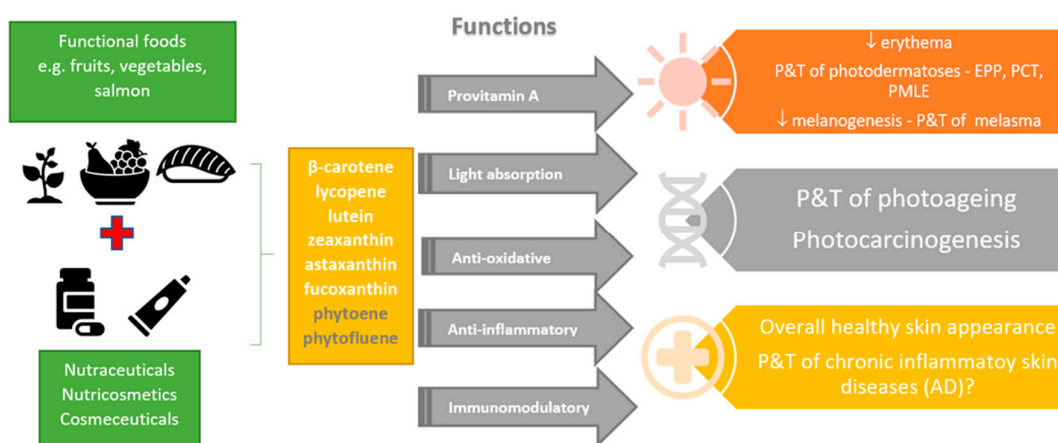 Functional foods
e.g. fruits, vegetables,
salmon
Nutraceuticals
Nutricosmetics
Cosmeceuticals
β-carotene
lycopene
lutein
zeaxanthin
astaxanthin
fucoxanthin
phytoene
phytofluene
Functions
Provitamin A
Light absorption
Anti-oxidative
Anti-inflammatory
Immunomodulatory
↓ erythema
P&T of photodermatoses - EPP, PCT,
PMLE
↓ melanogenesis - P&T of melasma
P&T of photoageing
Photocarcinogenesis
Overall healthy skin appearance
P&T of chronic inflammatoy skin
diseases (AD)?